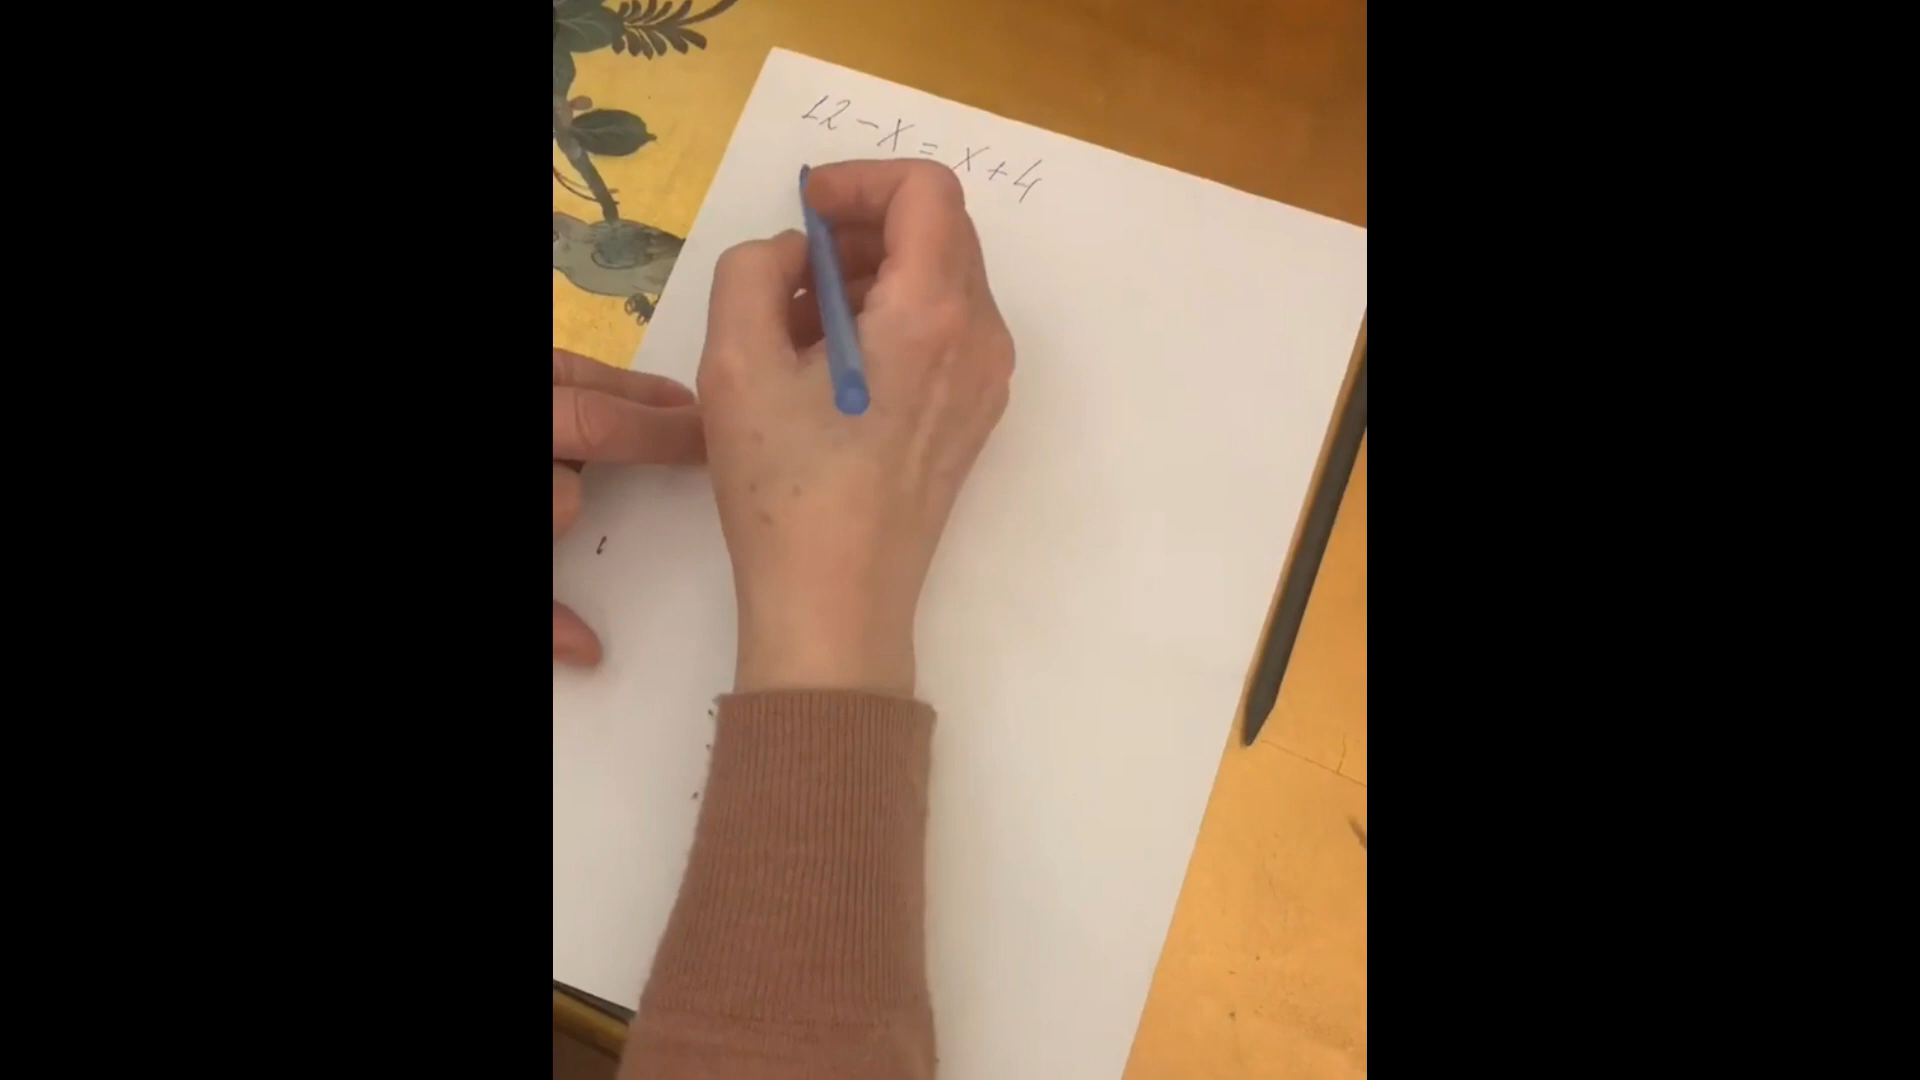 12 - x = x + 4